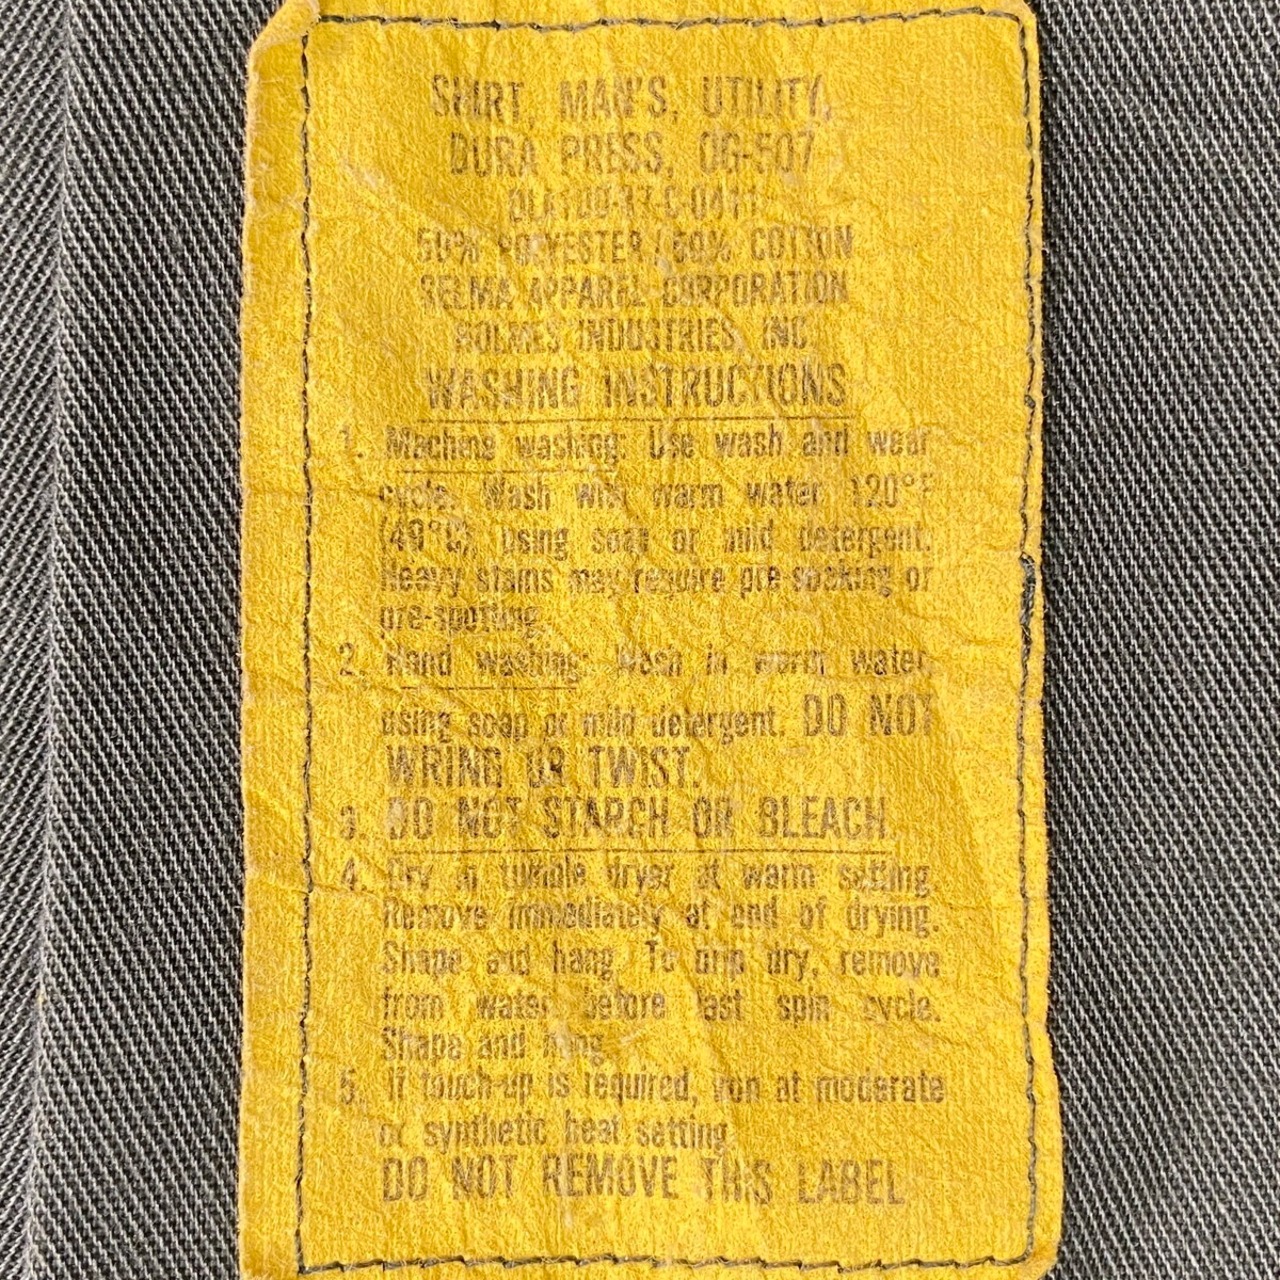 SHIRT, MAN'S, UTILITY,
DURA PRESS, OG-507
50% POLYESTER / 50% COTTON
SELMA APPAREL CORPORATION
HOLMES INDUSTRIES, INC.
WASHING INSTRUCTIONS
1. Machine washing: Use wash and wear
cycle. Wash with warm water 120°F
(49°C), using soap or mild detergent.
Heavy stains may require pre-soaking or
pre-spotting.
2. Hand washing: Wash in warm water
using soap or mild detergent. DO NOT
WRING OR TWIST.
3. DO NOT STARCH OR BLEACH.
4. Dry in tumble dryer at warm setting.
Remove immediately at end of drying.
Shape and hang. To drip dry, remove
from water before last spin cycle.
Shape and hang.
5. If touch-up is required, iron at moderate
or synthetic heat setting.
DO NOT REMOVE THIS LABEL